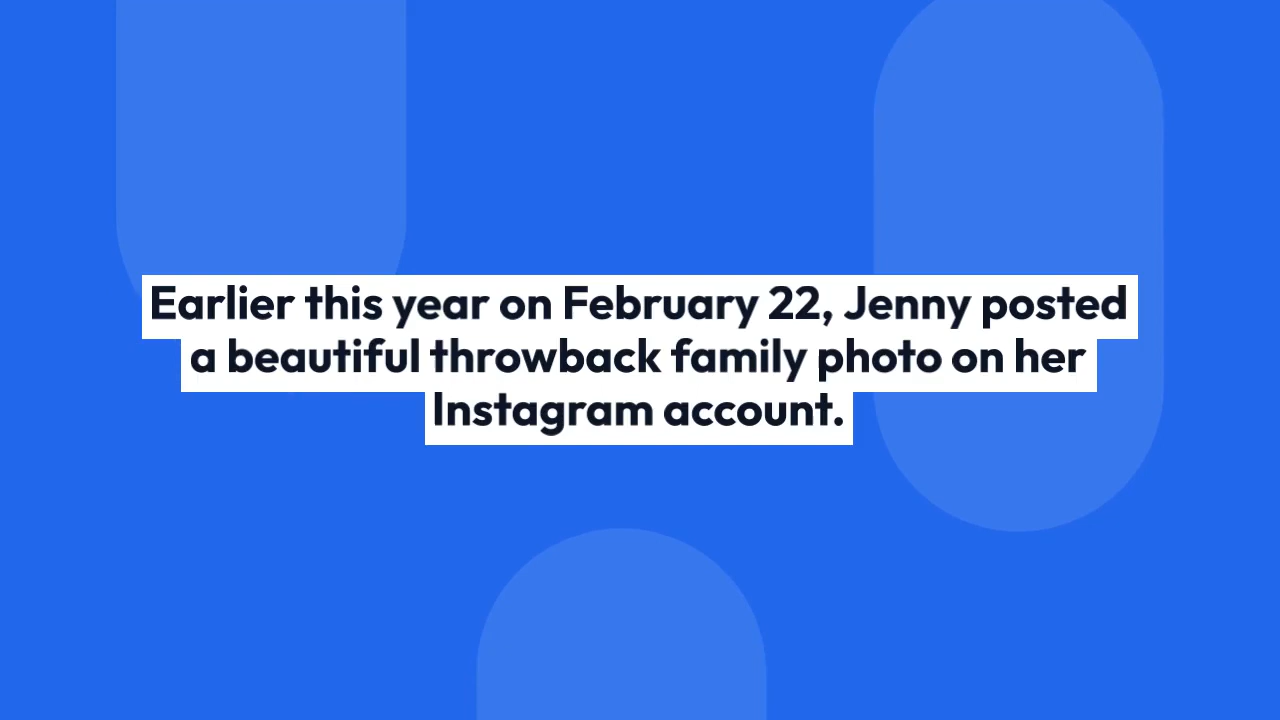 Earlier this year on February 22, Jenny posted
a beautiful throwback family photo on her
Instagram account.